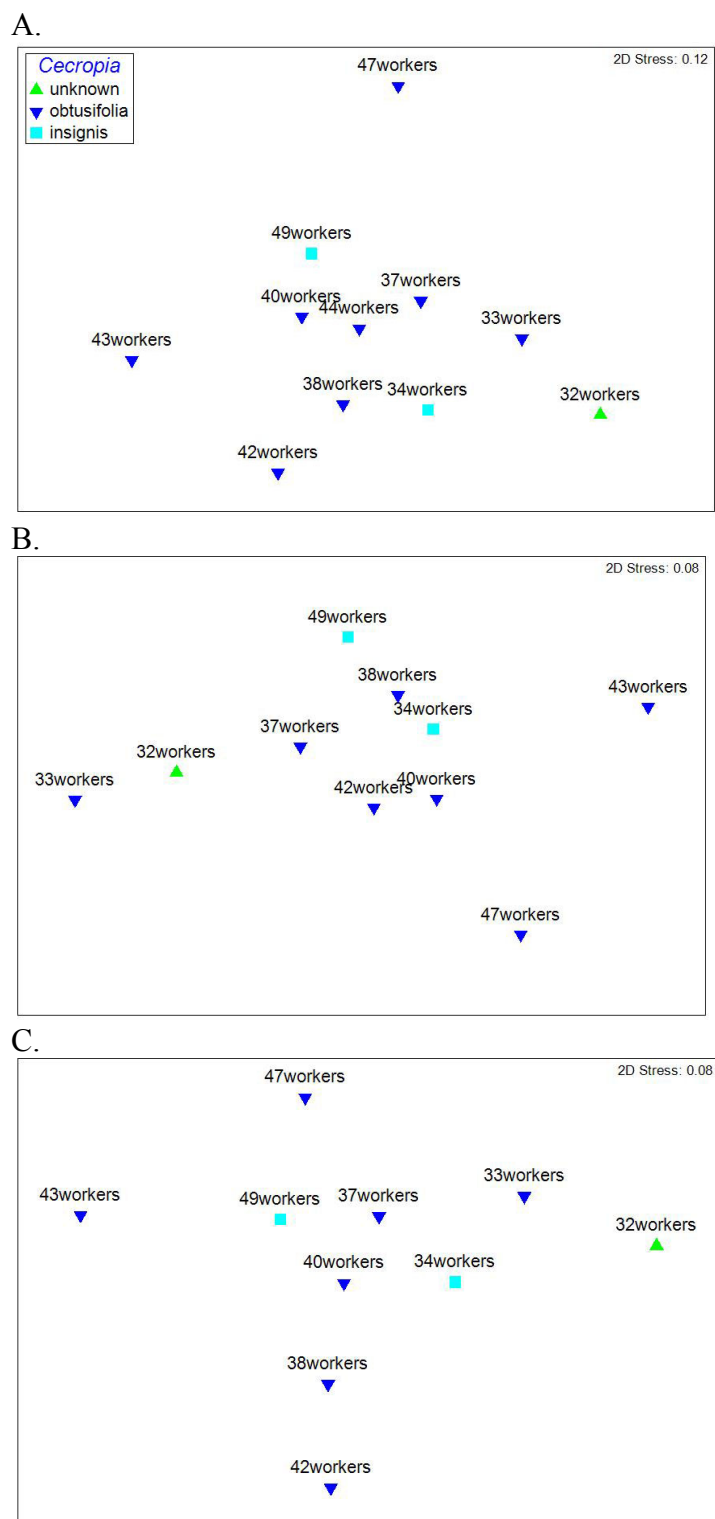 A.
47workers
2D Stress: 0.12
Cecropia
unknown
obtusifolia
insignis
49workers
37workers
40workers
44workers
33workers
43workers
38workers
34workers
32workers
42workers
B.
2D Stress: 0.08
49workers
38workers
43workers
34workers
37workers
32workers
33workers
42workers
40workers
47workers
C.
2D Stress: 0.08
47workers
33workers
43workers
49workers
37workers
32workers
40workers
34workers
38workers
42workers